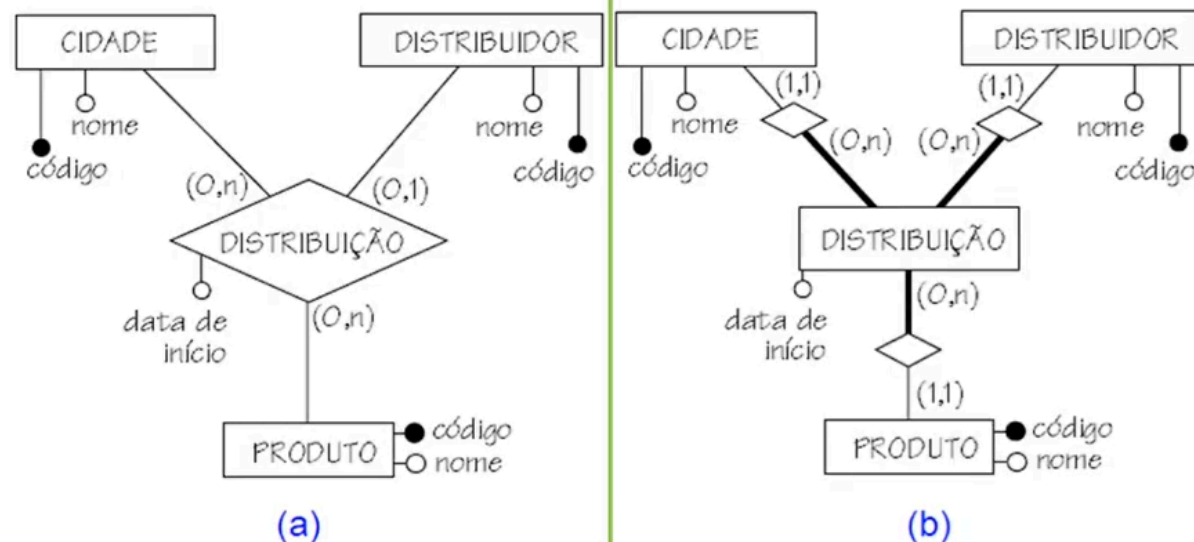 CIDADE
DISTRIBUIDOR
nome
código
nome
código
(0,n)
(0,1)
DISTRIBUIÇÃO
data de
início
(0,n)
PRODUTO
código
nome
(a)
CIDADE
DISTRIBUIDOR
(1,1)
(1,1)
nome
código
nome
código
(0,n)
(0,n)
DISTRIBUIÇÃO
data de
início
(0,n)
(1,1)
PRODUTO
código
nome
(b)